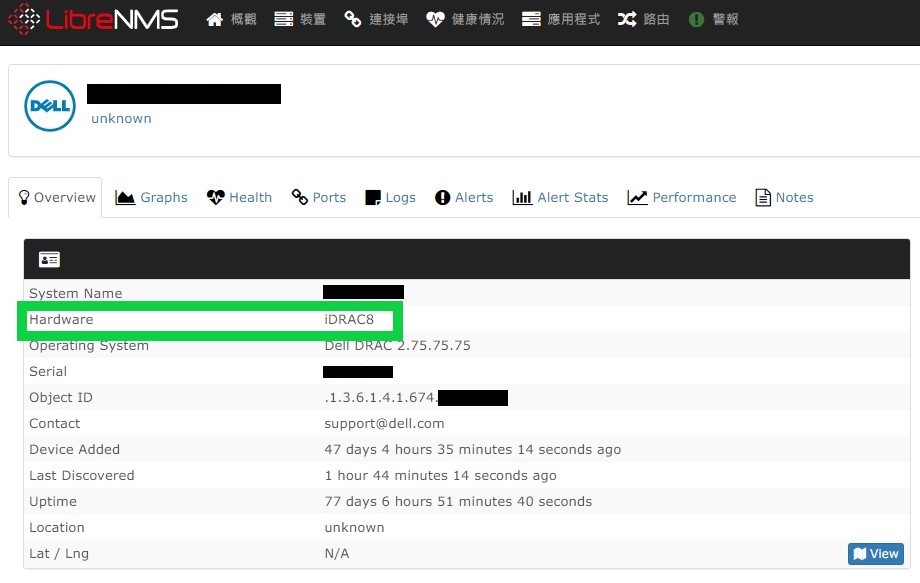 LibreNMS 概觀 裝置 連接埠 健康情況 應用程式 路由 警報
DELL
unknown
Overview Graphs Health Ports Logs Alerts Alert Stats Performance Notes
System Name
Hardware iDRAC8
Operating System Dell DRAC 2.75.75.75
Serial
Object ID .1.3.6.1.4.1.674.
Contact support@dell.com
Device Added 47 days 4 hours 35 minutes 14 seconds ago
Last Discovered 1 hour 44 minutes 14 seconds ago
Uptime 77 days 6 hours 51 minutes 40 seconds
Location unknown
Lat / Lng N/A View